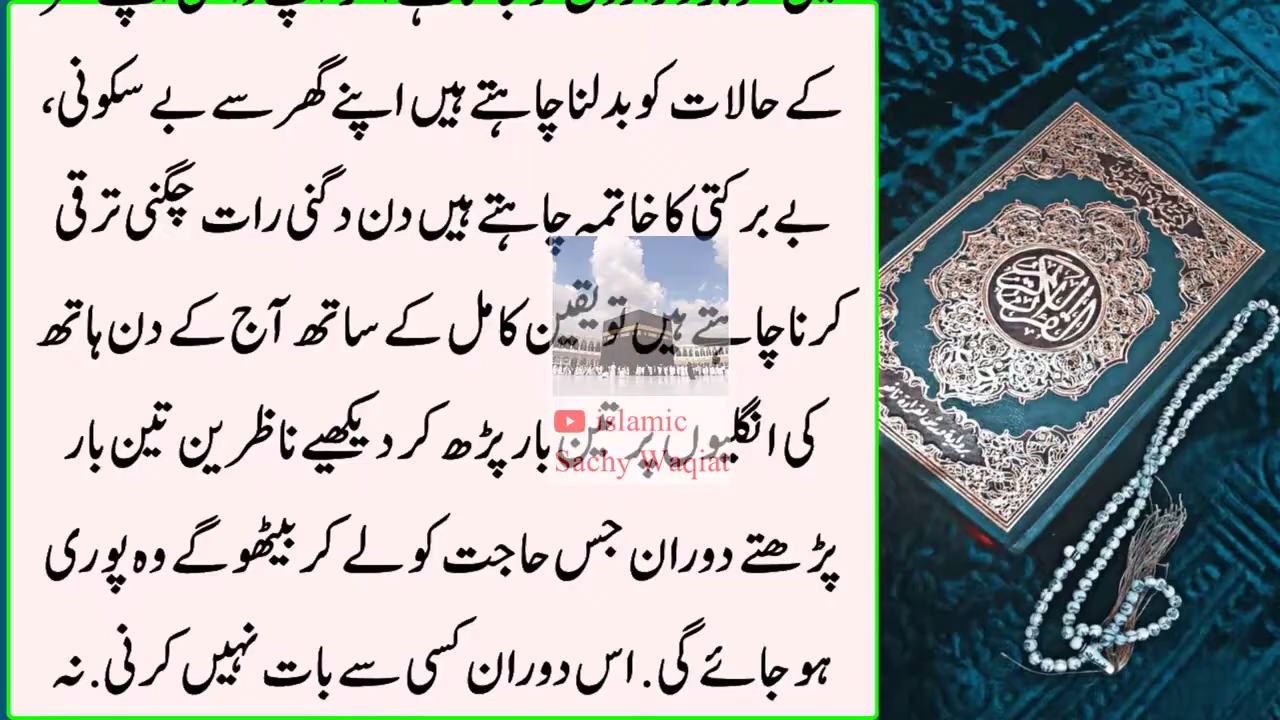 کے حالات کو بدلنا چاہتے ہیں اپنے گھر سے بے سکونی،
بے برکتی کا خاتمہ چاہتے ہیں دن دگنی رات چگنی ترقی
کرنا چاہتے ہیں تو یقین کامل کے ساتھ آج کے دن ہاتھ
کی انگلیوں پر تین بار پڑھ کر دیکھیے ناظرین تین بار
پڑھتے دوران جس حاجت کو لے کر بیٹھو گے وہ پوری
ہو جائے گی. اس دوران کسی سے بات نہیں کرنی. نہ
islamic
Sachy Waqiat
القرآن الكريم